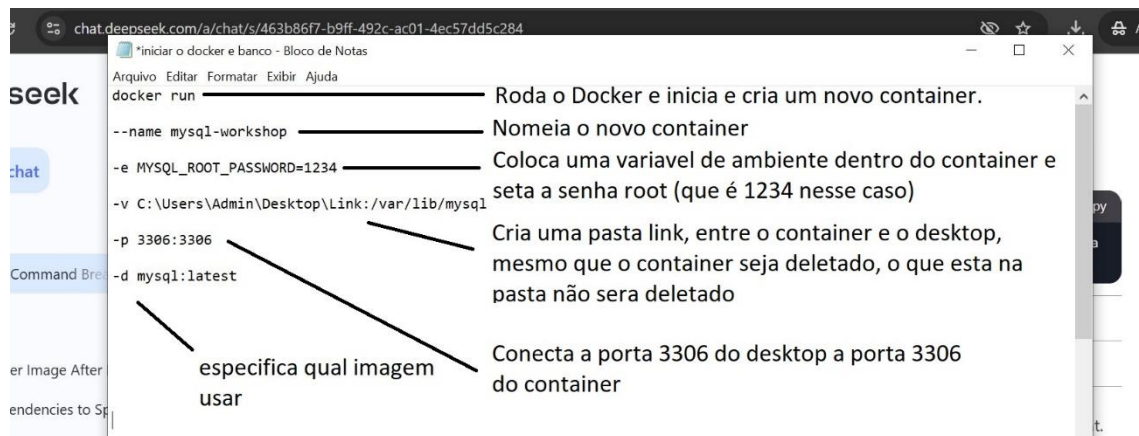 chat.deepseek.com/a/chat/s/463b86f7-b9ff-492c-ac01-4ec57dd5c284
*iniciar o docker e banco - Bloco de Notas
Arquivo Editar Formatar Exibir Ajuda
seek
docker run
Roda o Docker e inicia e cria um novo container.
--name mysql-workshop
Nomeia o novo container
chat
-e MYSQL_ROOT_PASSWORD=1234
Coloca uma variavel de ambiente dentro do container e
seta a senha root (que é 1234 nesse caso)
-v C:\Users\Admin\Desktop\Link:/var/lib/mysql
py
-p 3306:3306
Cria uma pasta link, entre o container e o desktop,
mesmo que o container seja deletado, o que esta na
pasta não sera deletado
a
Command Bre
-d mysql:latest
er Image After
especifica qual imagem
usar
Conecta a porta 3306 do desktop a porta 3306
do container
endencies to Sp
t.